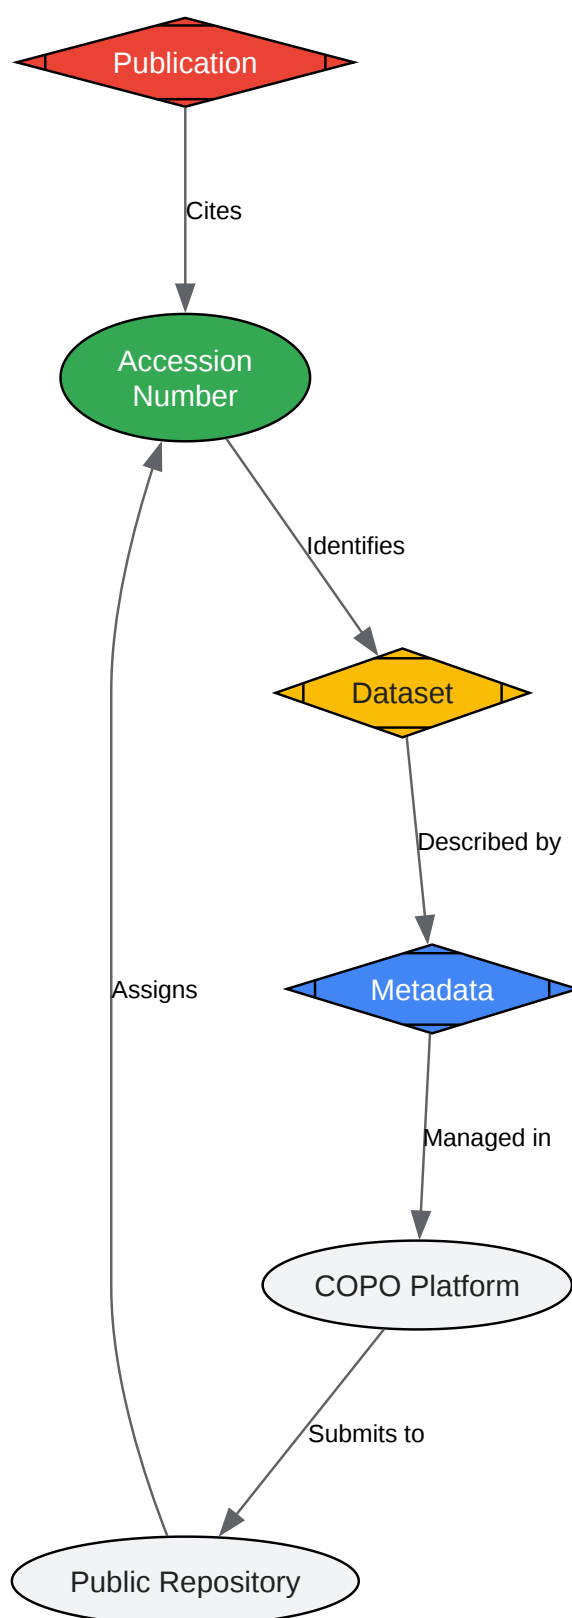 Publication
Cites
Accession
Number
Identifies
Dataset
Described by
Metadata
Assigns
Managed in
COPO Platform
Submits to
Public Repository